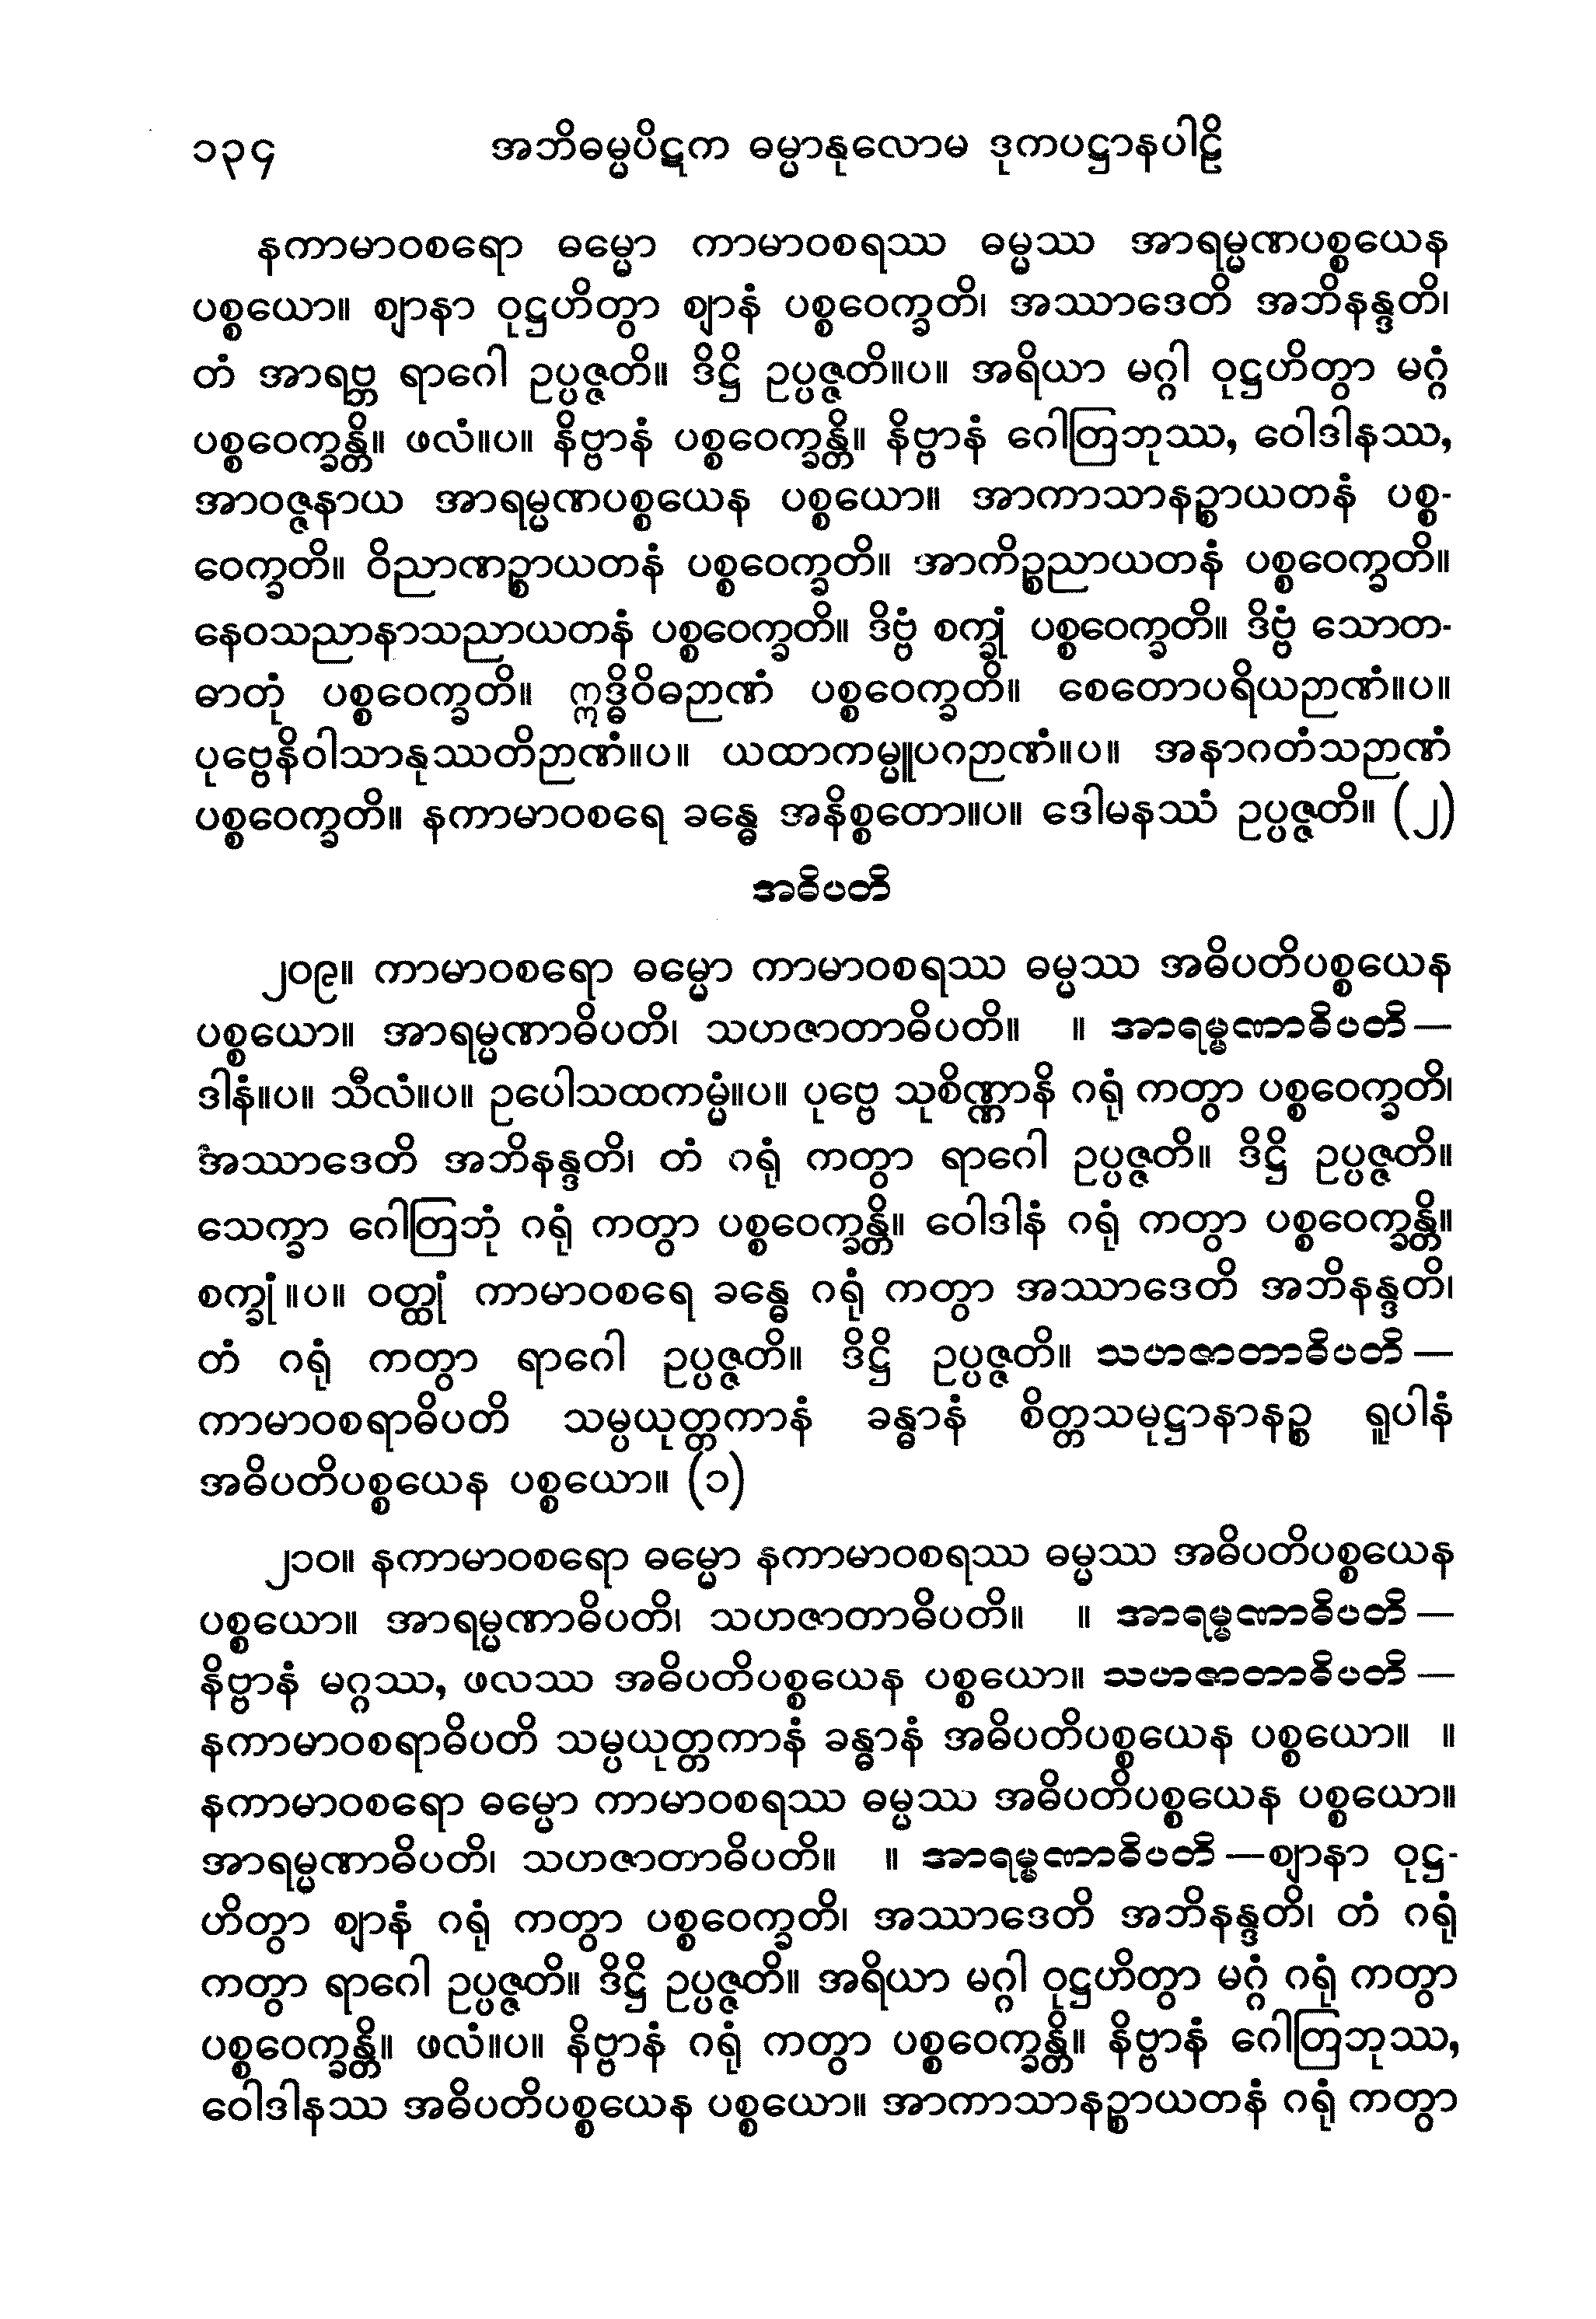 ၁၃၄ အဘိဓမ္မပိဋက ဓမ္မာနုလောမ ဒုကပဋ္ဌာနပါဠိ
နကာမာဝစရော ဓမ္မော ကာမာဝစရဿ ဓမ္မဿ အာရမ္မဏပစ္စယေန
ပစ္စယော။ ဈာနာ ဝုဋ္ဌဟိတွာ ဈာနံ ပစ္စဝေက္ခတိ၊ အဿာဒေတိ အဘိနန္ဒတိ၊
တံ အာရဗ္ဘ ရာဂေါ ဥပ္ပဇ္ဇတိ။ ဒိဋ္ဌိ ဥပ္ပဇ္ဇတိ။ပ။ အရိယာ မဂ္ဂါ ဝုဋ္ဌဟိတွာ မဂ္ဂံ
ပစ္စဝေက္ခန္တိ။ ဖလံ။ပ။ နိဗ္ဗာနံ ပစ္စဝေက္ခန္တိ။ နိဗ္ဗာနံ ဂေါတြဘုဿ, ဝေါဒါနဿ,
အာဝဇ္ဇနာယ အာရမ္မဏပစ္စယေန ပစ္စယော။ အာကာသာနဉ္စာယတနံ ပစ္စ-
ဝေက္ခတိ။ ဝိညာဏဉ္စာယတနံ ပစ္စဝေက္ခတိ။ အာကိဉ္စညာယတနံ ပစ္စဝေက္ခတိ။
နေဝသညာနာသညာယတနံ ပစ္စဝေက္ခတိ။ ဒိဗ္ဗံ စက္ခုံ ပစ္စဝေက္ခတိ။ ဒိဗ္ဗံ သောတ-
ဓာတုံ ပစ္စဝေက္ခတိ။ ဣဒ္ဓိဝိဓဉာဏံ ပစ္စဝေက္ခတိ။ စေတောပရိယဉာဏံ။ပ။
ပုဗ္ဗေနိဝါသာနုဿတိဉာဏံ။ပ။ ယထာကမ္မူပဂဉာဏံ။ပ။ အနာဂတံသဉာဏံ
ပစ္စဝေက္ခတိ။ နကာမာဝစရေ ခန္ဓေ အနိစ္စတော။ပ။ ဒေါမနဿံ ဥပ္ပဇ္ဇတိ။ (၂)
အဓိပတိ
၂၀၉။ ကာမာဝစရော ဓမ္မော ကာမာဝစရဿ ဓမ္မဿ အဓိပတိပစ္စယေန
ပစ္စယော။ အာရမ္မဏာဓိပတိ၊ သဟဇာတာဓိပတိ။ ။ အာရမ္မဏာဓိပတိ—
ဒါနံ။ပ။ သီလံ။ပ။ ဥပေါသထကမ္မံ။ပ။ ပုဗ္ဗေ သုစိဏ္ဏာနိ ဂရုံ ကတွာ ပစ္စဝေက္ခတိ၊
အဿာဒေတိ အဘိနန္ဒတိ၊ တံ ဂရုံ ကတွာ ရာဂေါ ဥပ္ပဇ္ဇတိ။ ဒိဋ္ဌိ ဥပ္ပဇ္ဇတိ။
သေက္ခာ ဂေါတြဘုံ ဂရုံ ကတွာ ပစ္စဝေက္ခန္တိ။ ဝေါဒါနံ ဂရုံ ကတွာ ပစ္စဝေက္ခန္တိ။
စက္ခုံ။ပ။ ဝတ္ထုံ ကာမာဝစရေ ခန္ဓေ ဂရုံ ကတွာ အဿာဒေတိ အဘိနန္ဒတိ၊
တံ ဂရုံ ကတွာ ရာဂေါ ဥပ္ပဇ္ဇတိ။ ဒိဋ္ဌိ ဥပ္ပဇ္ဇတိ။ သဟဇာတာဓိပတိ—
ကာမာဝစရာဓိပတိ သမ္ပယုတ္တကာနံ ခန္ဓာနံ စိတ္တသမုဋ္ဌာနာနဉ္စ ရူပါနံ
အဓိပတိပစ္စယေန ပစ္စယော။ (၁)
၂၁၀။ နကာမာဝစရော ဓမ္မော နကာမာဝစရဿ ဓမ္မဿ အဓိပတိပစ္စယေန
ပစ္စယော။ အာရမ္မဏာဓိပတိ၊ သဟဇာတာဓိပတိ။ ။ အာရမ္မဏာဓိပတိ—
နိဗ္ဗာနံ မဂ္ဂဿ, ဖလဿ အဓိပတိပစ္စယေန ပစ္စယော။ သဟဇာတာဓိပတိ—
နကာမာဝစရာဓိပတိ သမ္ပယုတ္တကာနံ ခန္ဓာနံ အဓိပတိပစ္စယေန ပစ္စယော။ ။
နကာမာဝစရော ဓမ္မော ကာမာဝစရဿ ဓမ္မဿ အဓိပတိပစ္စယေန ပစ္စယော။
အာရမ္မဏာဓိပတိ၊ သဟဇာတာဓိပတိ။ ။ အာရမ္မဏာဓိပတိ—ဈာနာ ဝုဋ္ဌ-
ဟိတွာ ဈာနံ ဂရုံ ကတွာ ပစ္စဝေက္ခတိ၊ အဿာဒေတိ အဘိနန္ဒတိ၊ တံ ဂရုံ
ကတွာ ရာဂေါ ဥပ္ပဇ္ဇတိ။ ဒိဋ္ဌိ ဥပ္ပဇ္ဇတိ။ အရိယာ မဂ္ဂါ ဝုဋ္ဌဟိတွာ မဂ္ဂံ ဂရုံ ကတွာ
ပစ္စဝေက္ခန္တိ။ ဖလံ။ပ။ နိဗ္ဗာနံ ဂရုံ ကတွာ ပစ္စဝေက္ခန္တိ။ နိဗ္ဗာနံ ဂေါတြဘုဿ,
ဝေါဒါနဿ အဓိပတိပစ္စယေန ပစ္စယော။ အာကာသာနဉ္စာယတနံ ဂရုံ ကတွာ